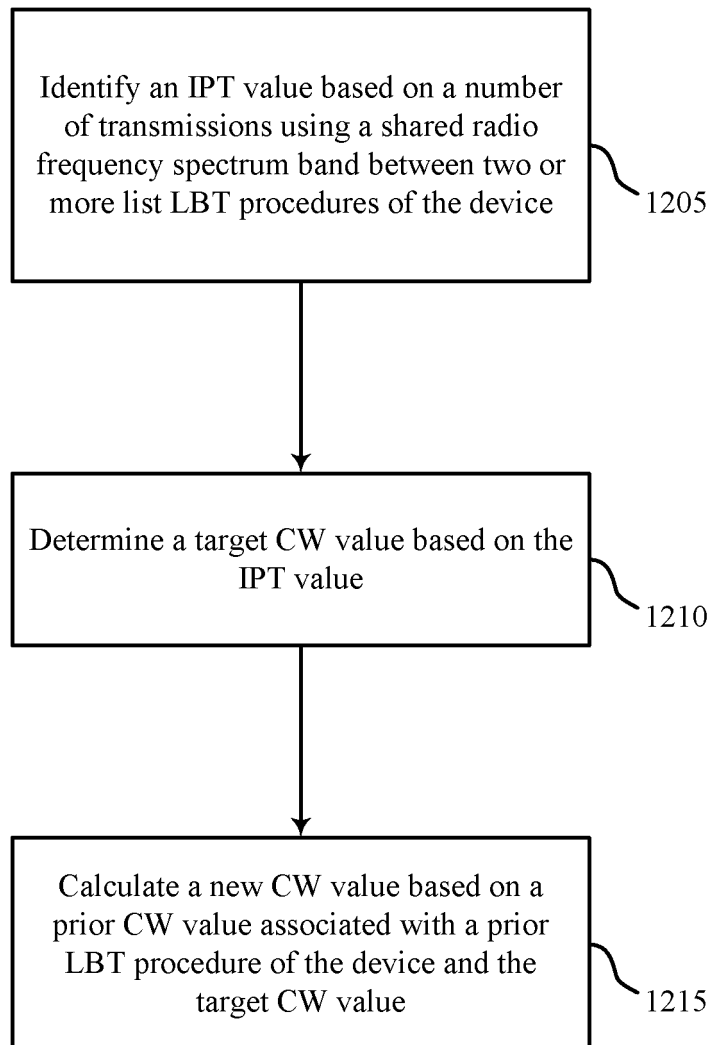 Identify an IPT value based on a number
of transmissions using a shared radio
frequency spectrum band between two or
more list LBT procedures of the device
1205
Determine a target CW value based on the
IPT value
1210
Calculate a new CW value based on a
prior CW value associated with a prior
LBT procedure of the device and the
target CW value
1215